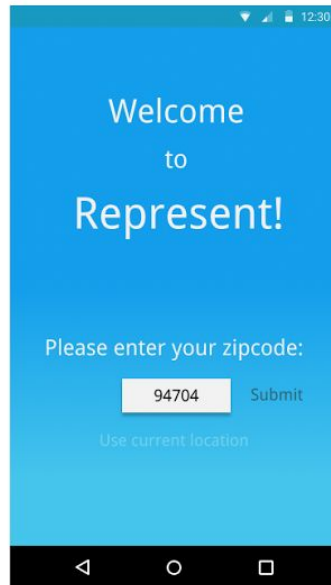 12:30
Welcome
to
Represent!
Please enter your zipcode:
94704 Submit
Use current location